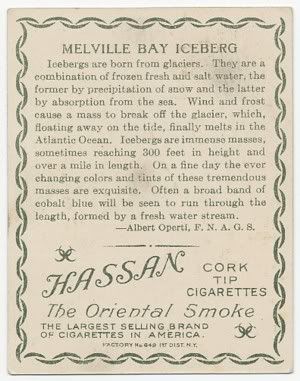 MELVILLE BAY ICEBERG
Icebergs are born from glaciers. They are a
combination of frozen fresh and salt water, the
former by precipitation of snow and the latter
by absorption from the sea. Wind and frost
cause a mass to break off the glacier, which,
floating away on the tide, finally melts in the
Atlantic Ocean. Icebergs are immense masses,
sometimes reaching 300 feet in height and
over a mile in length. On a fine day the ever
changing colors and tints of these tremendous
masses are exquisite. Often a broad band of
cobalt blue will be seen to run through the
length, formed by a fresh water stream.
—Albert Operti, F. N. A. G. S.
HASSAN
CORK
TIP
CIGARETTES
The Oriental Smoke
THE LARGEST SELLING BRAND
OF CIGARETTES IN AMERICA.
FACTORY No. 649 1ST DIST. N.Y.